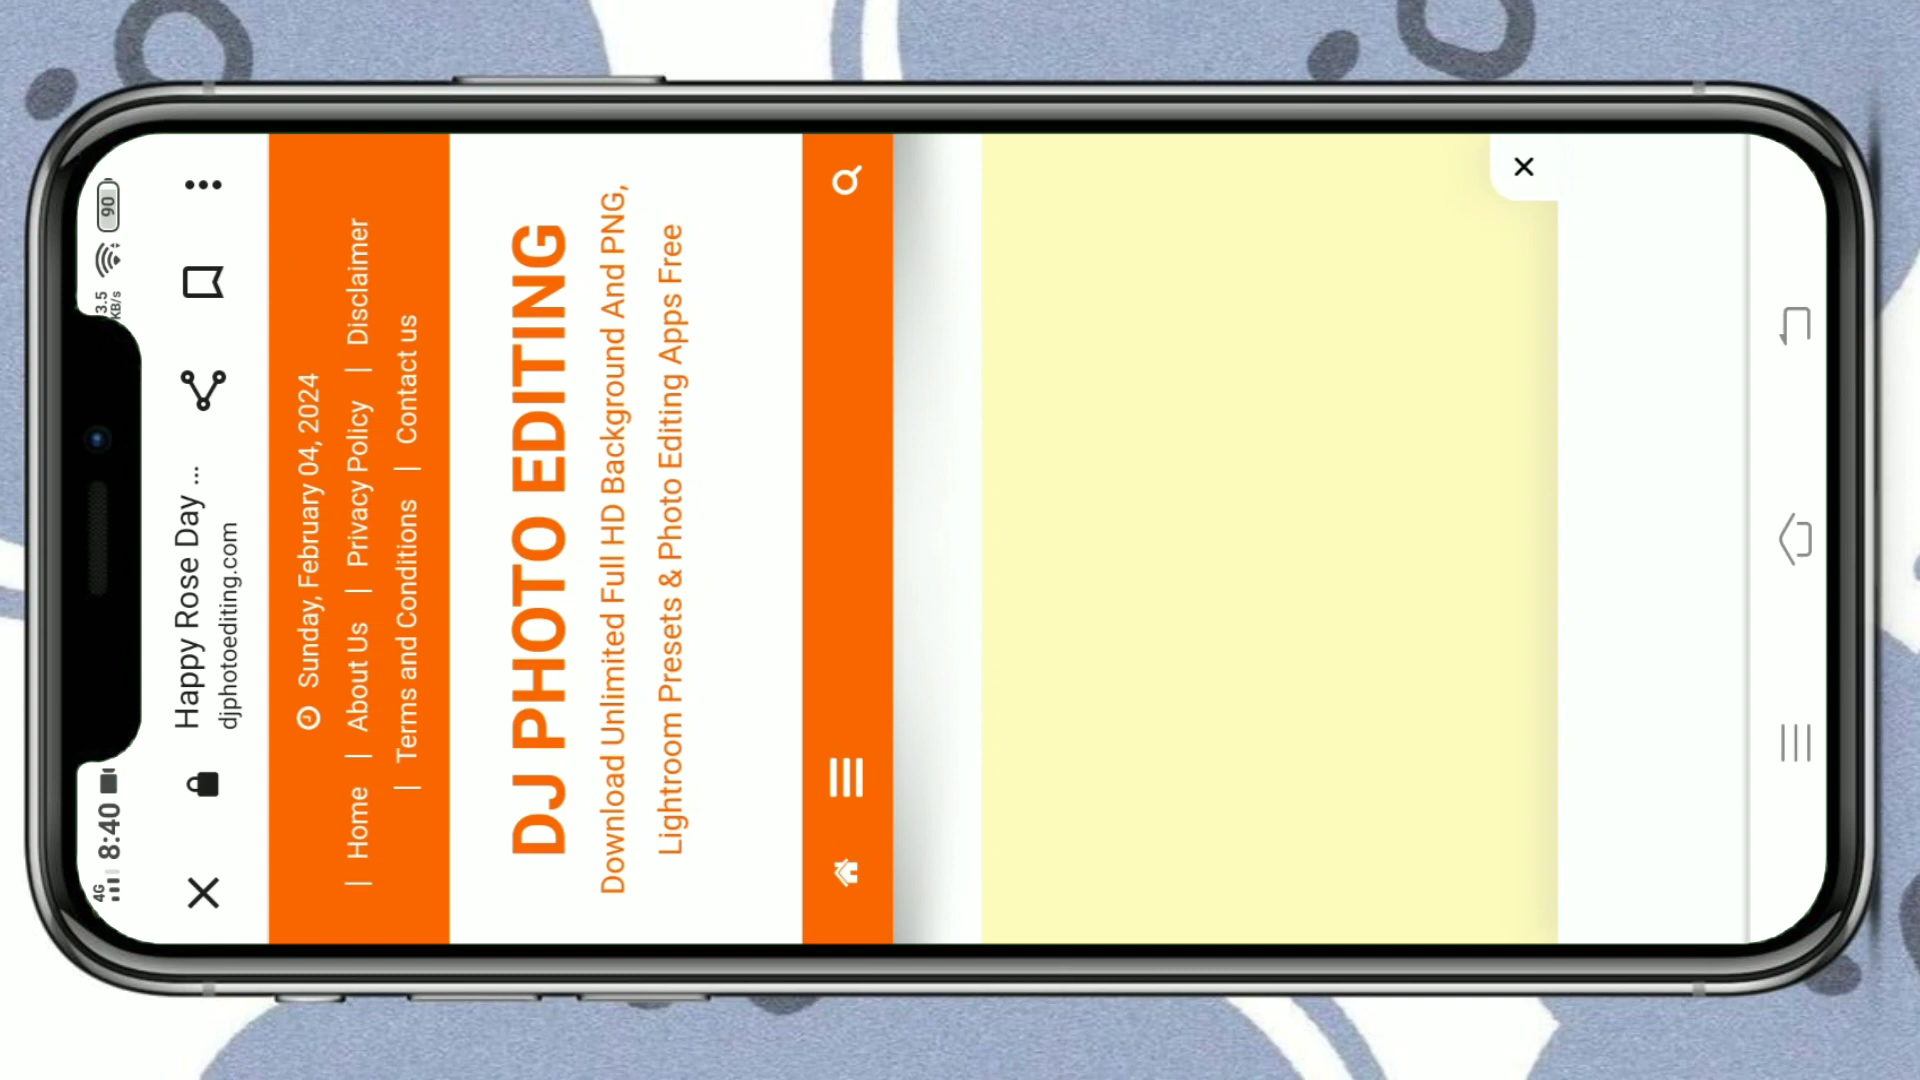 4G 8:40 3.5 KB/s 90
Happy Rose Day ...
djphotoediting.com
Sunday, February 04, 2024
| Home | About Us | Privacy Policy | Disclaimer
| Terms and Conditions | Contact us
DJ PHOTO EDITING
Download Unlimited Full HD Background And PNG,
Lightroom Presets & Photo Editing Apps Free